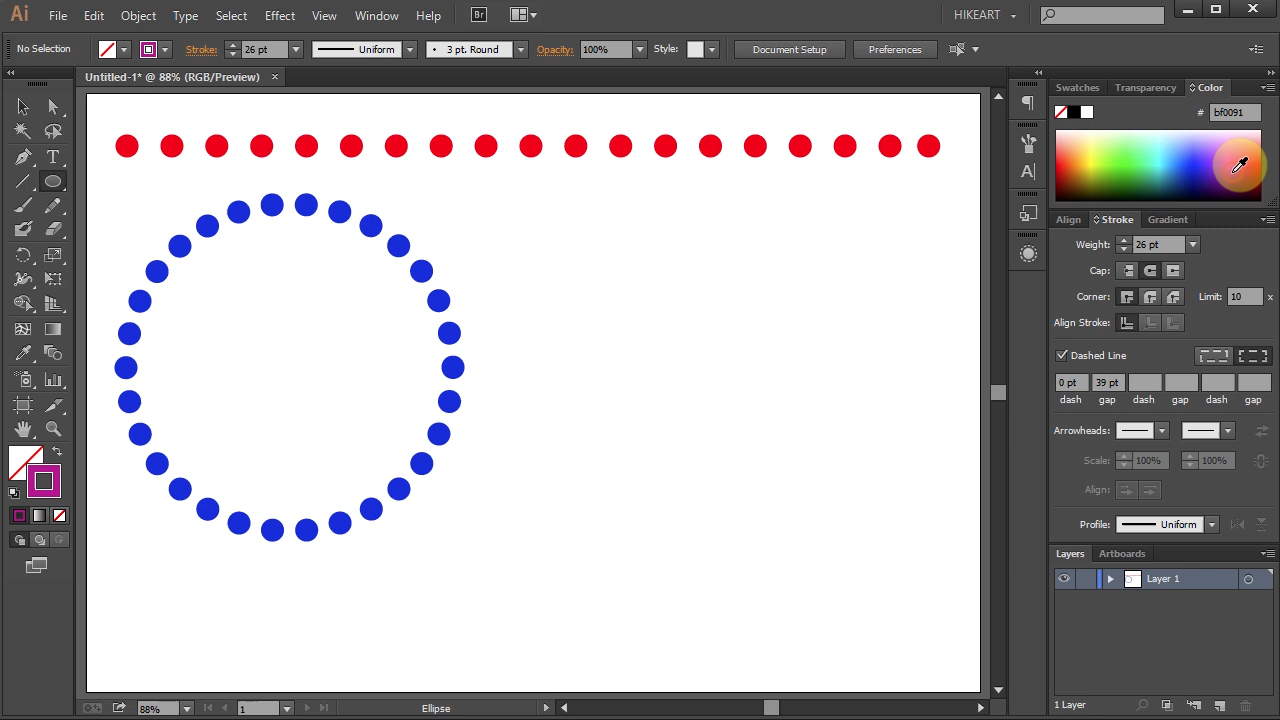 Ai File Edit Object Type Select Effect View Window Help Br HIKEART
No Selection Stroke: 26 pt Uniform 3 pt. Round Opacity: 100% Style: Document Setup Preferences
Untitled-1* @ 88% (RGB/Preview)
Swatches Transparency Color
# bf0091
Align Stroke Gradient
Weight: 26 pt
Cap:
Corner: Limit: 10 x
Align Stroke:
Dashed Line
0 pt 39 pt
dash gap dash gap dash gap
Arrowheads:
Scale: 100% 100%
Align:
Profile: Uniform
Layers Artboards
Layer 1
1 Layer
88% 1 Ellipse